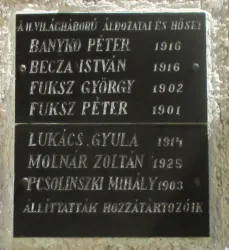 A II. VILÁGHÁBORÚ ÁLDOZATAI ÉS HŐSEI
BANYKO PÉTER 1916
BECZA ISTVÁN 1916
FUKSZ GYÖRGY 1902
FUKSZ PÉTER 1901
LUKÁCS GYULA 1914
MOLNÁR ZOLTÁN 1925
PCSOLINSZKI MIHÁLY 1903
ÁLLÍTTATTÁK HOZZÁTARTOZÓIK